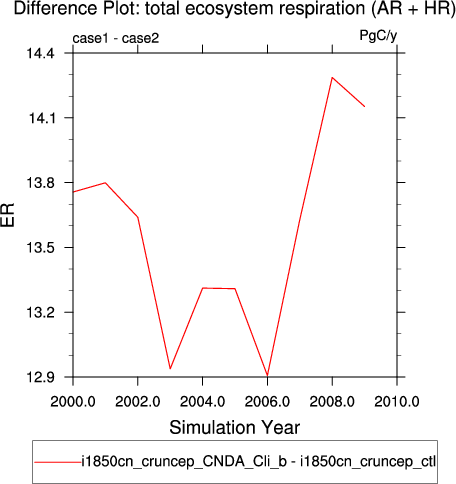 Difference Plot: total ecosystem respiration (AR + HR)
case1 - case2
PgC/y
14.4
14.1
13.8
13.5
13.2
12.9
ER
2000.0 2002.0 2004.0 2006.0 2008.0 2010.0
Simulation Year
i1850cn_cruncep_CNDA_Cli_b - i1850cn_cruncep_ctl